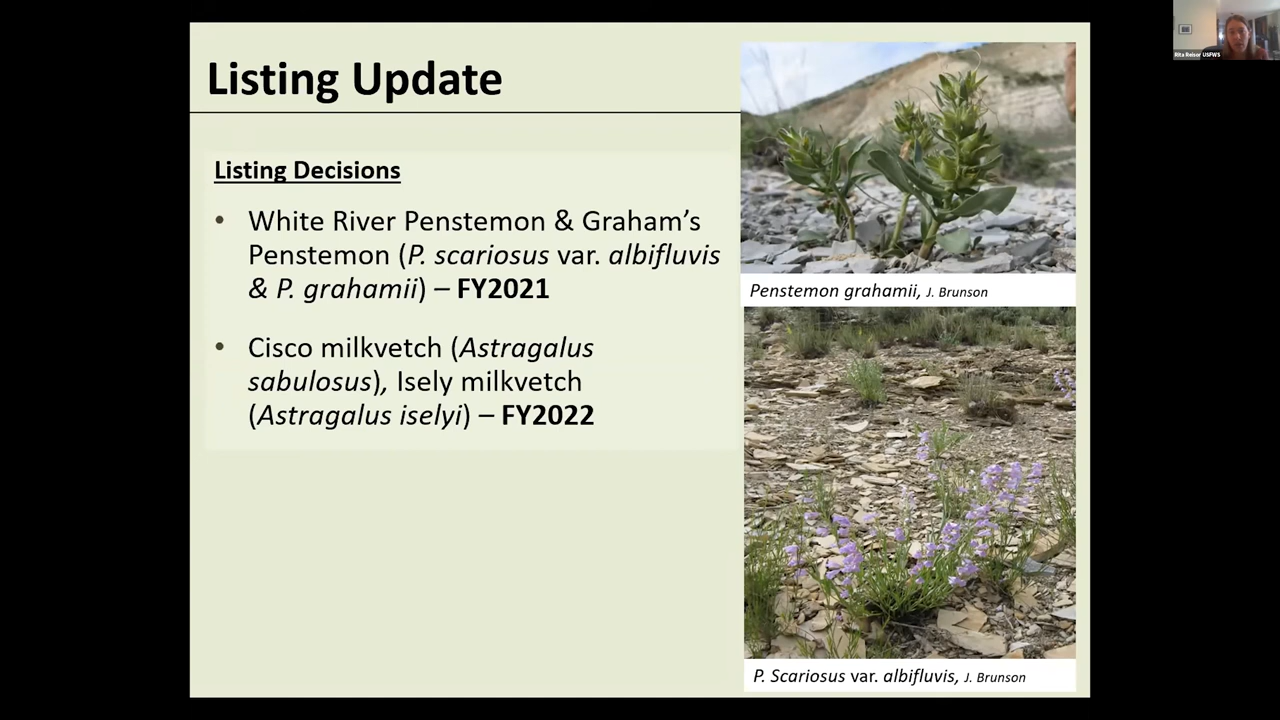 Listing Update
Listing Decisions
• White River Penstemon & Graham’s
Penstemon (P. scariosus var. albifluvis
& P. grahamii) – FY2021
• Cisco milkvetch (Astragalus
sabulosus), Isely milkvetch
(Astragalus iselyi) – FY2022
Penstemon grahamii, J. Brunson
P. Scariosus var. albifluvis, J. Brunson
Rita Reisor USFWS